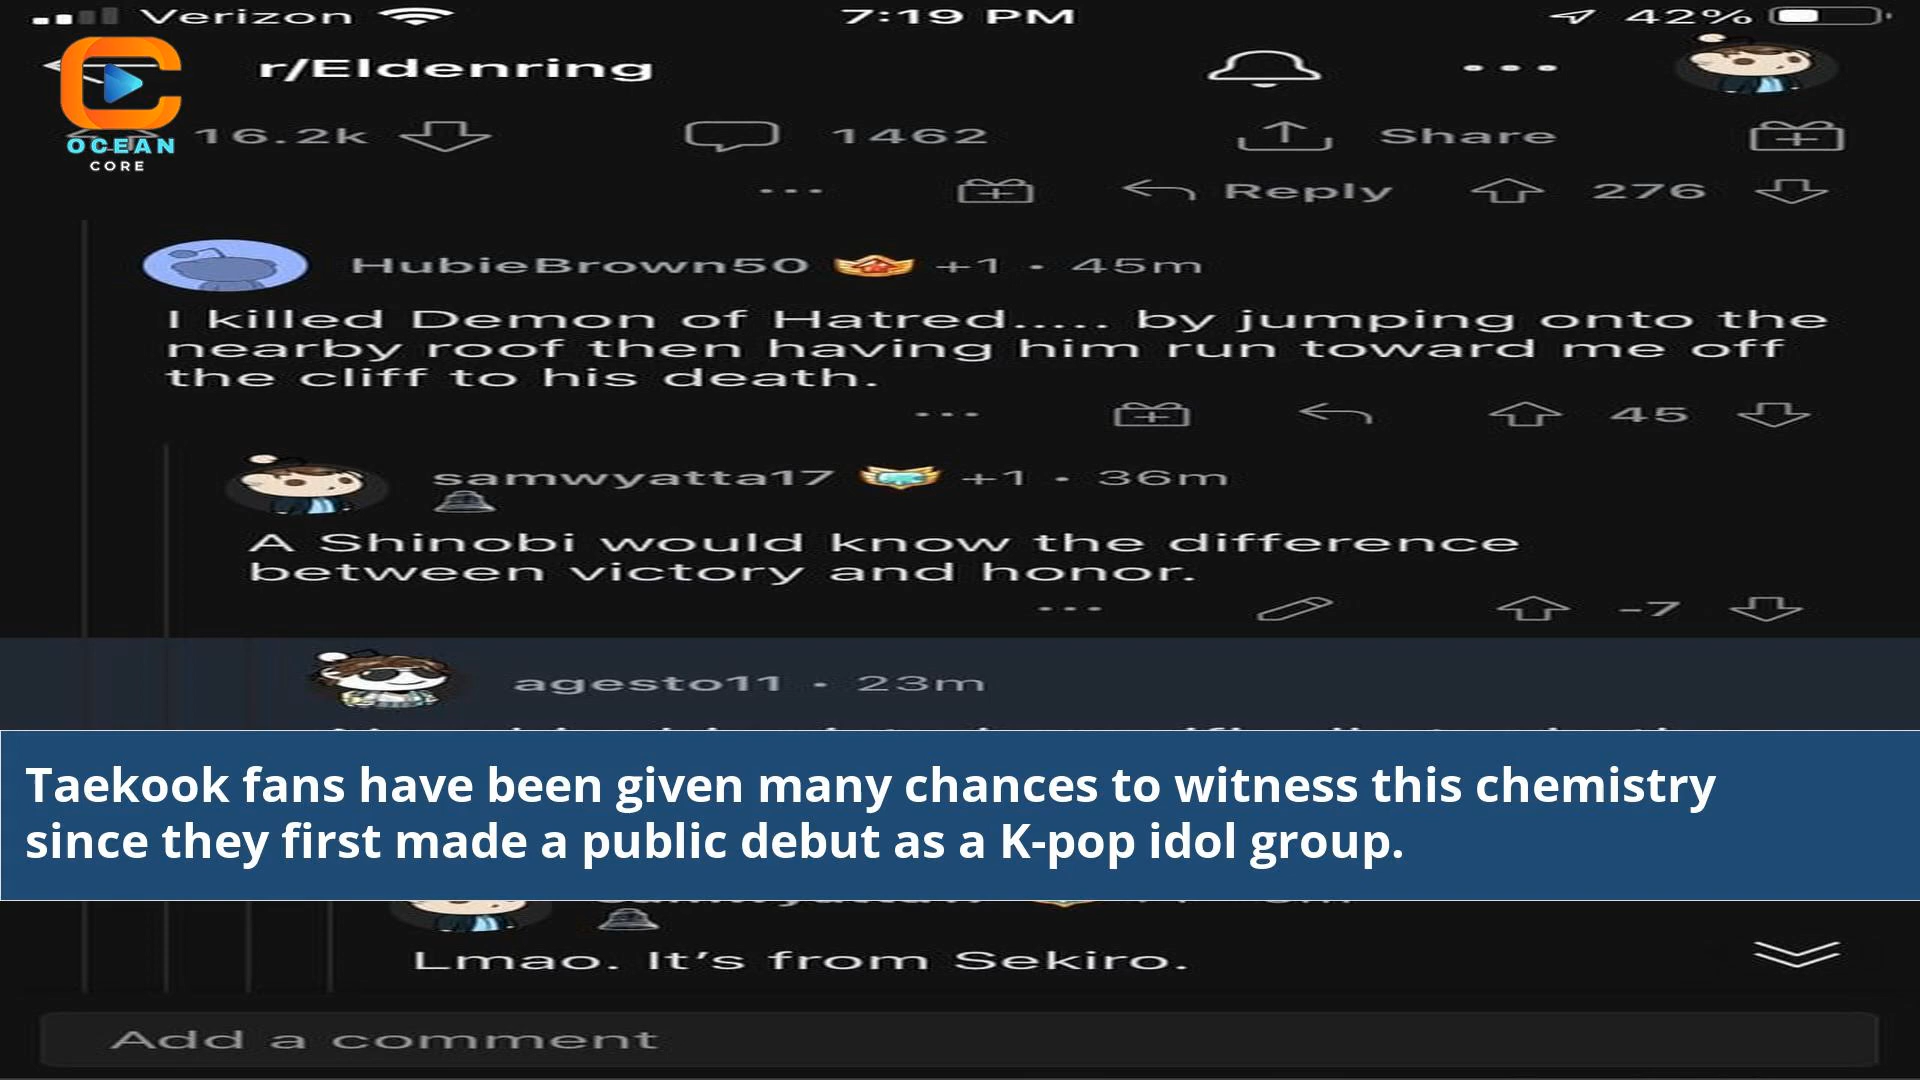 Verizon 7:19 PM 42%
r/Eldenring
OCEAN
CORE
16.2k 1462 Share
Reply 276
HubieBrown50 +1 • 45m
I killed Demon of Hatred..... by jumping onto the
nearby roof then having him run toward me off
the cliff to his death.
45
samwyatta17 +1 • 36m
A Shinobi would know the difference
between victory and honor.
-7
agesto11 • 23m
Taekook fans have been given many chances to witness this chemistry
since they first made a public debut as a K-pop idol group.
Lmao. It's from Sekiro.
Add a comment